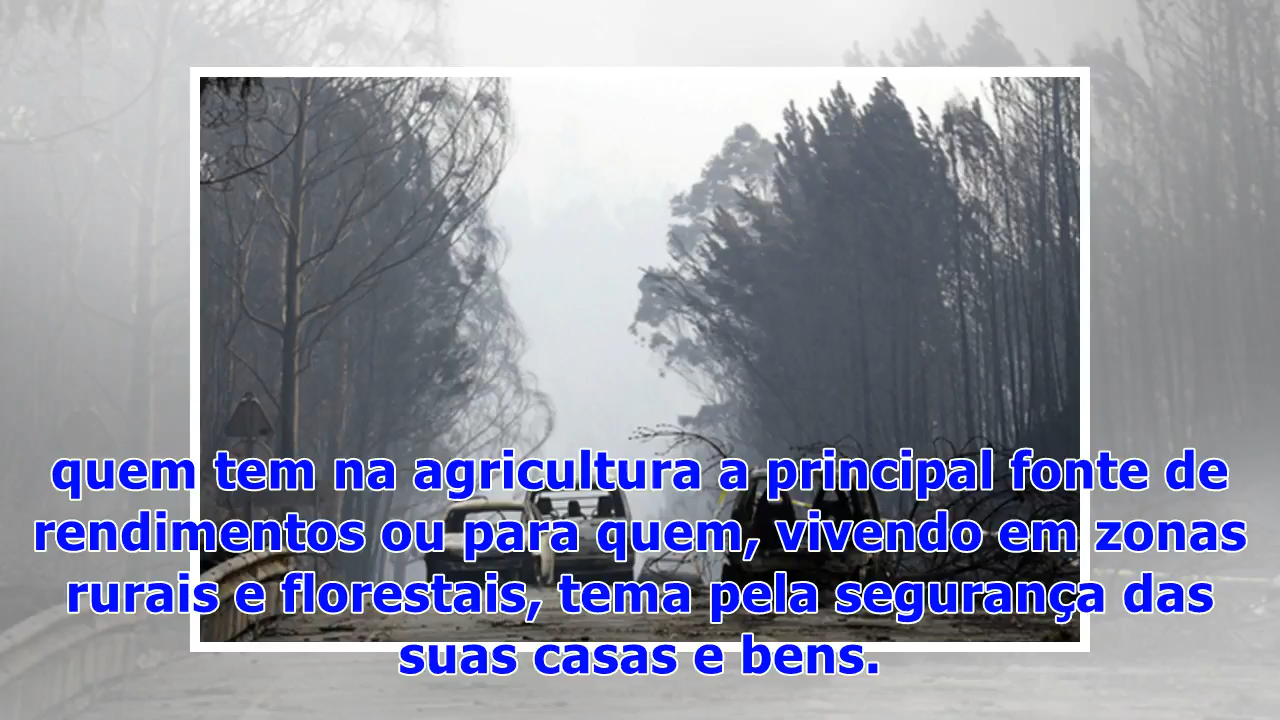 quem tem na agricultura a principal fonte de
rendimentos ou para quem, vivendo em zonas
rurais e florestais, tema pela segurança das
suas casas e bens.